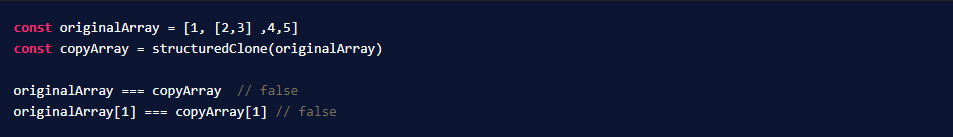 const originalArray = [1, [2,3] ,4,5]
const copyArray = structuredClone(originalArray)
originalArray === copyArray  // false
originalArray[1] === copyArray[1] // false